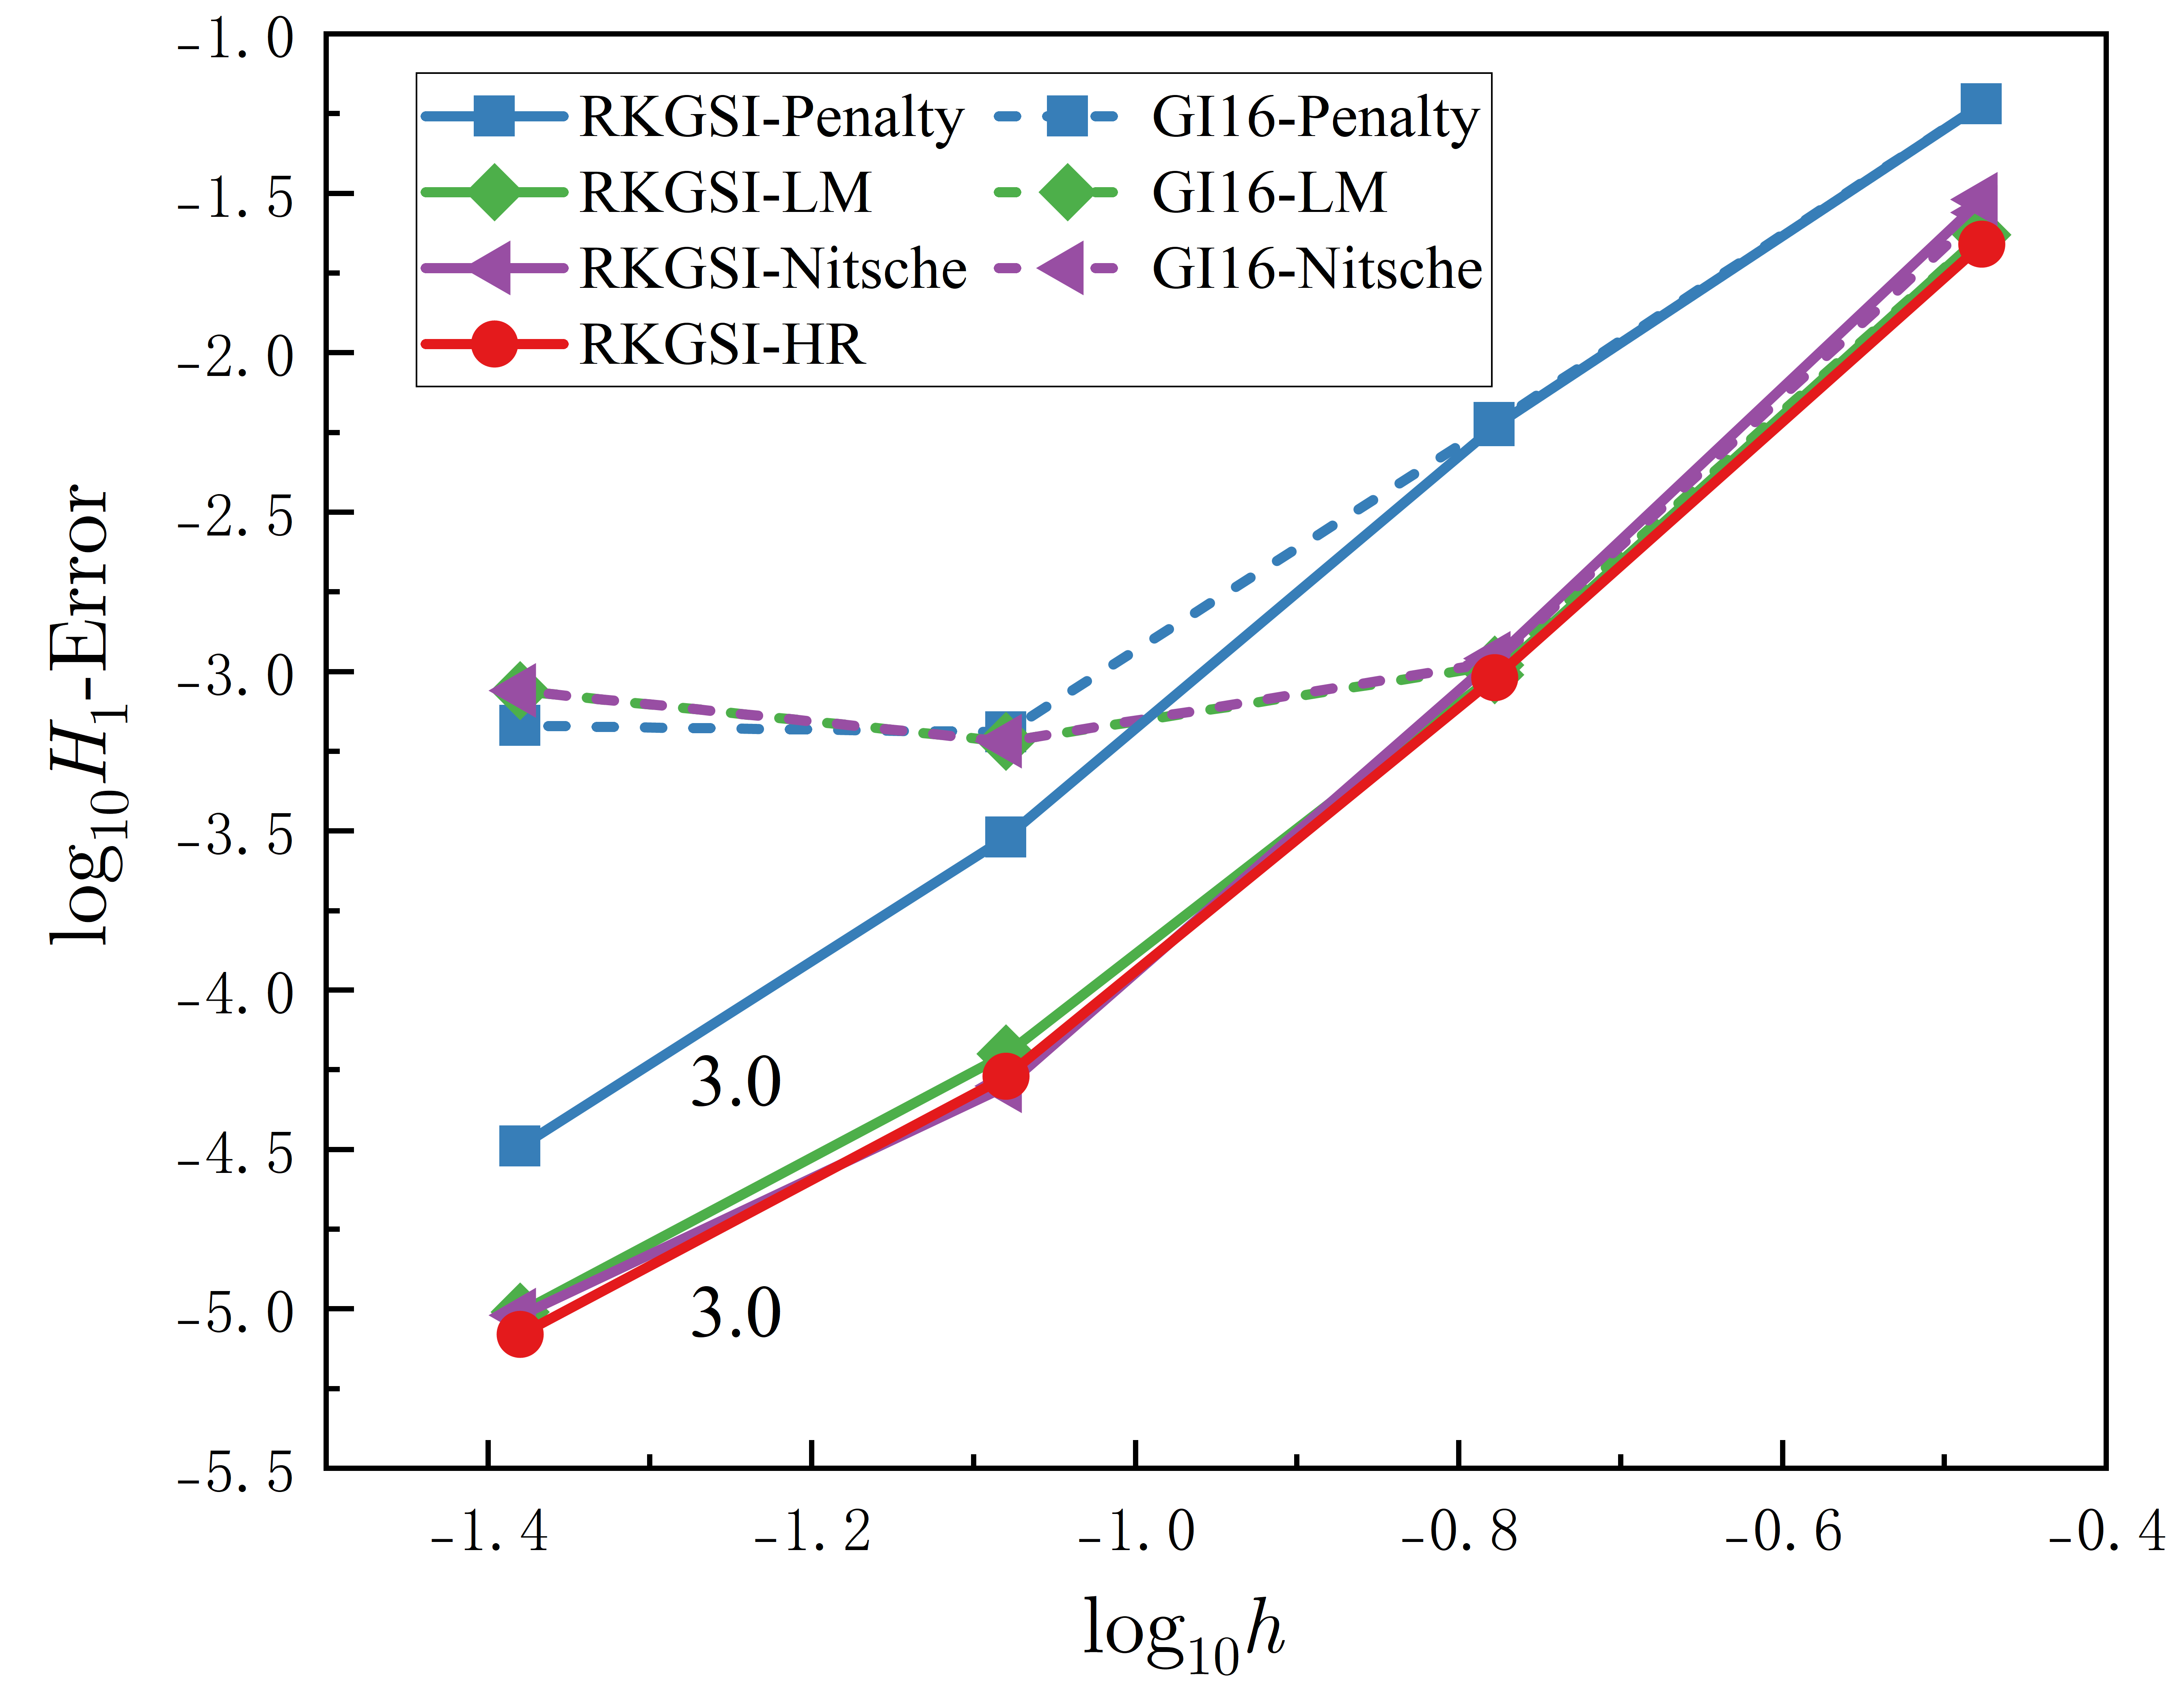 -1.0
-1.5
-2.0
-2.5
-3.0
-3.5
-4.0
-4.5
-5.0
-5.5
log₁₀H₁-Error
RKGSI-Penalty GI16-Penalty
RKGSI-LM GI16-LM
RKGSI-Nitsche GI16-Nitsche
RKGSI-HR
3.0
3.0
-1.4 -1.2 -1.0 -0.8 -0.6 -0.4
log₁₀h